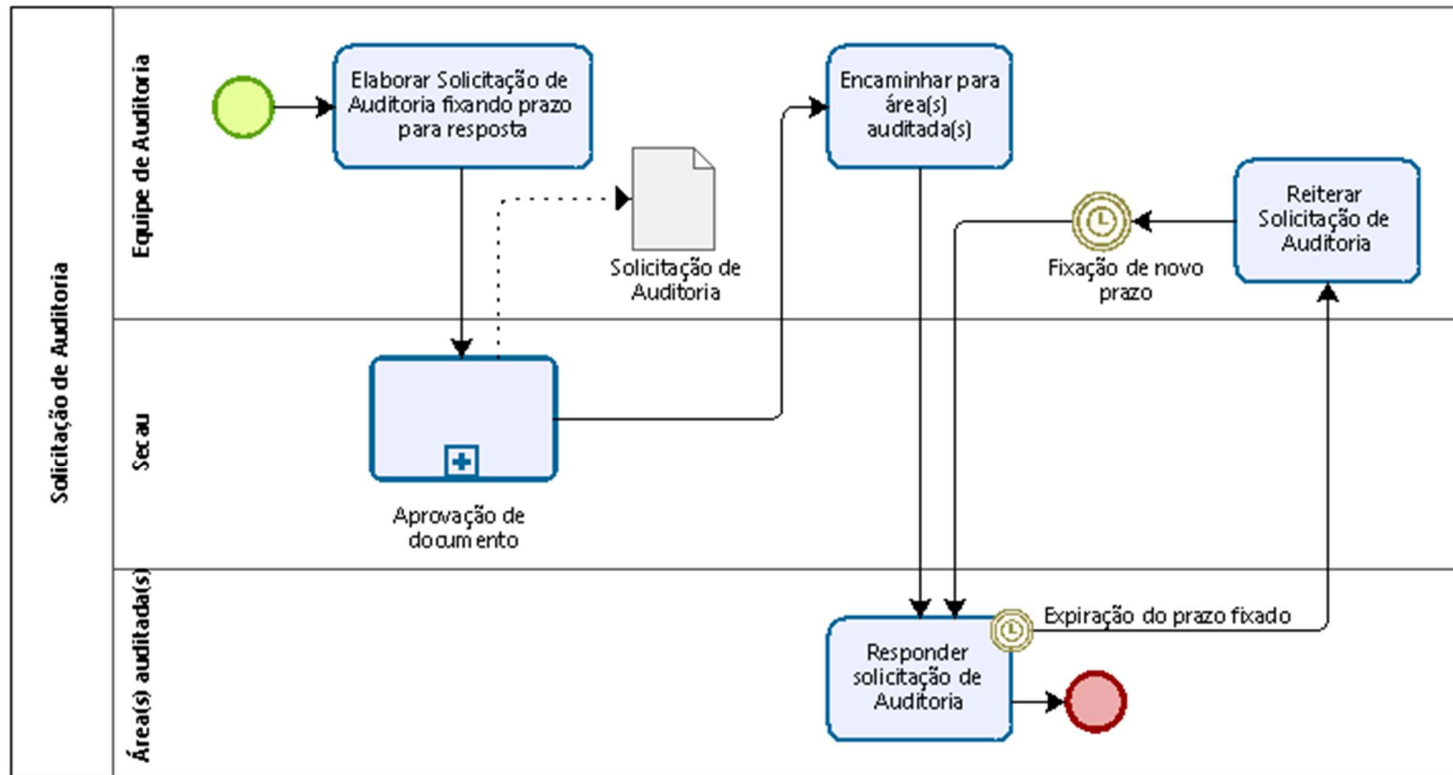 Solicitação de Auditoria
Equipe de Auditoria
Elaborar Solicitação de
Auditoria fixando prazo
para resposta
Solicitação de
Auditoria
Encaminhar para
área(s)
auditada(s)
Fixação de novo
prazo
Reiterar
Solicitação de
Auditoria
Secau
Aprovação de
documento
Área(s) auditada(s)
Responder
solicitação de
Auditoria
Expiração do prazo fixado